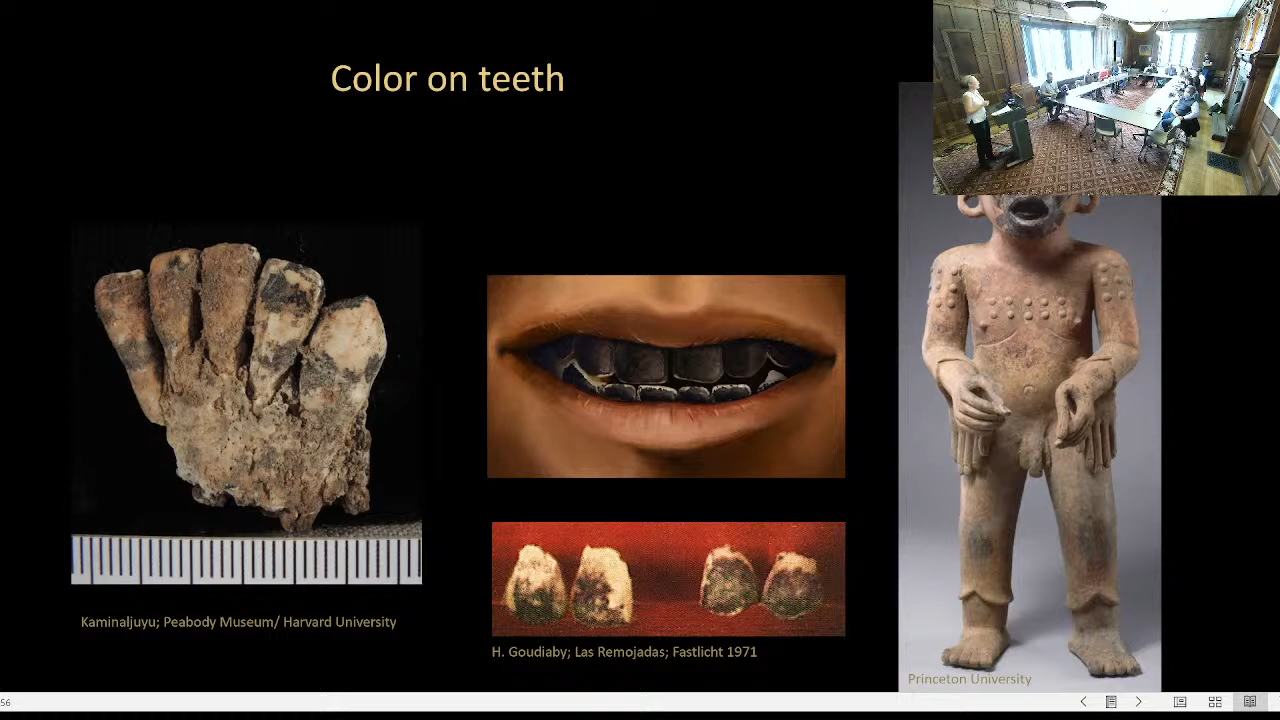 Color on teeth
Kaminaljuyu; Peabody Museum/ Harvard University
H. Goudiaby; Las Remojadas; Fastlicht 1971
Princeton University
56